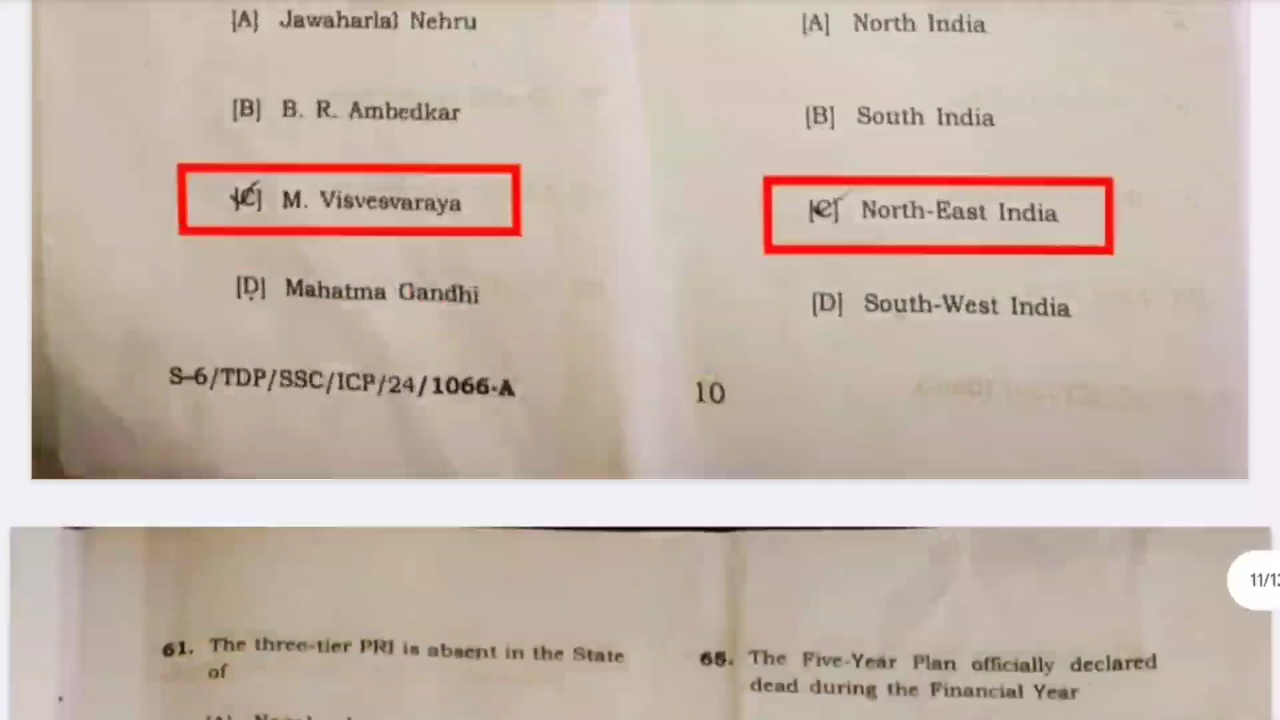 [A] Jawaharlal Nehru
[B] B. R. Ambedkar
[C] M. Visvesvaraya
[D] Mahatma Gandhi
[A] North India
[B] South India
[C] North-East India
[D] South-West India
S-6/TDP/SSC/ICP/24/1066-A
10
11/13
61. The three-tier PRI is absent in the State
of
65. The Five-Year Plan officially declared
dead during the Financial Year